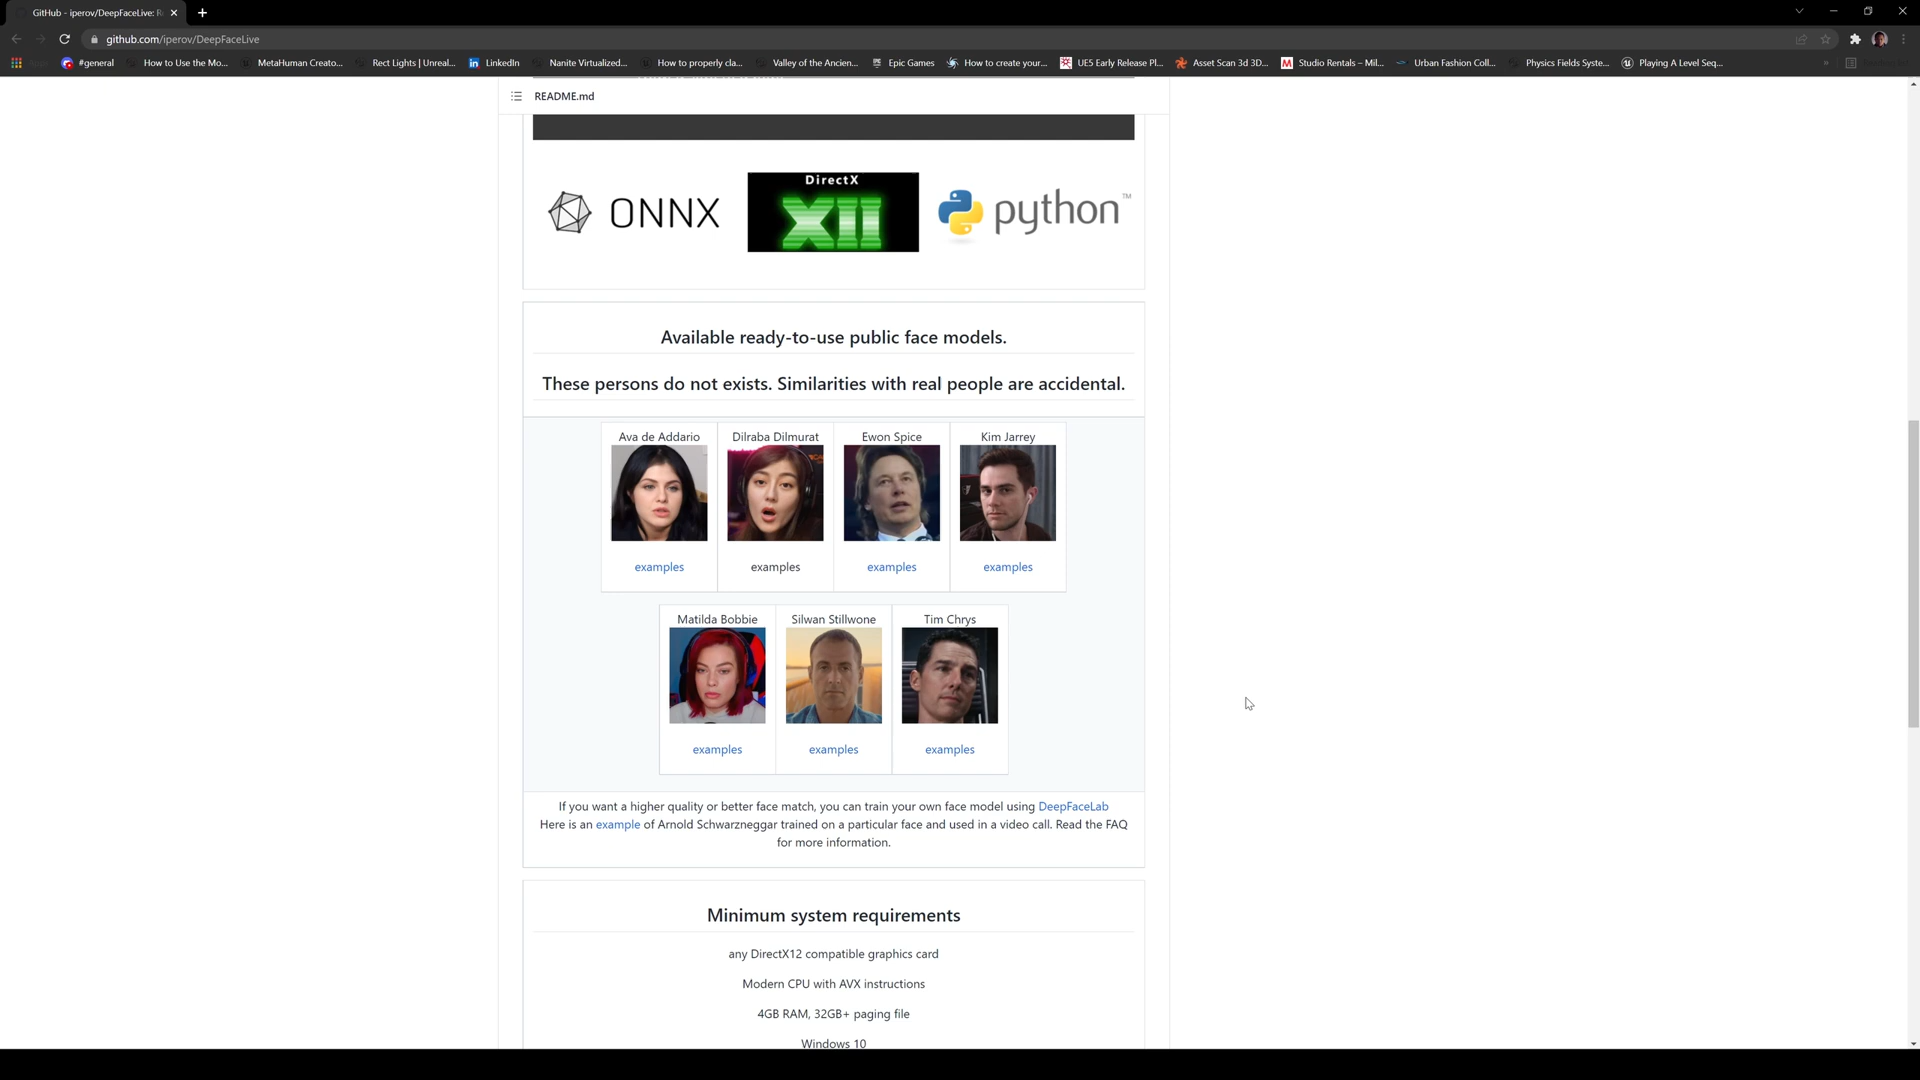 GitHub - iperov/DeepFaceLive: R
github.com/iperov/DeepFaceLive
#general
How to Use the Mo...
MetaHuman Creato...
Rect Lights | Unreal...
LinkedIn
Nanite Virtualized...
How to properly cla...
Valley of the Ancien...
Epic Games
How to create your...
UE5 Early Release Pl...
Asset Scan 3d 3D...
Studio Rentals – Mil...
Urban Fashion Coll...
Physics Fields Syste...
Playing A Level Seq...
README.md
ONNX
DirectX
XII
python™
Available ready-to-use public face models.
These persons do not exists. Similarities with real people are accidental.
Ava de Addario
Dilraba Dilmurat
Ewon Spice
Kim Jarrey
examples
examples
examples
examples
Matilda Bobbie
Silwan Stillwone
Tim Chrys
examples
examples
examples
If you want a higher quality or better face match, you can train your own face model using DeepFaceLab
Here is an example of Arnold Schwarzneggar trained on a particular face and used in a video call. Read the FAQ
for more information.
Minimum system requirements
any DirectX12 compatible graphics card
Modern CPU with AVX instructions
4GB RAM, 32GB+ paging file
Windows 10